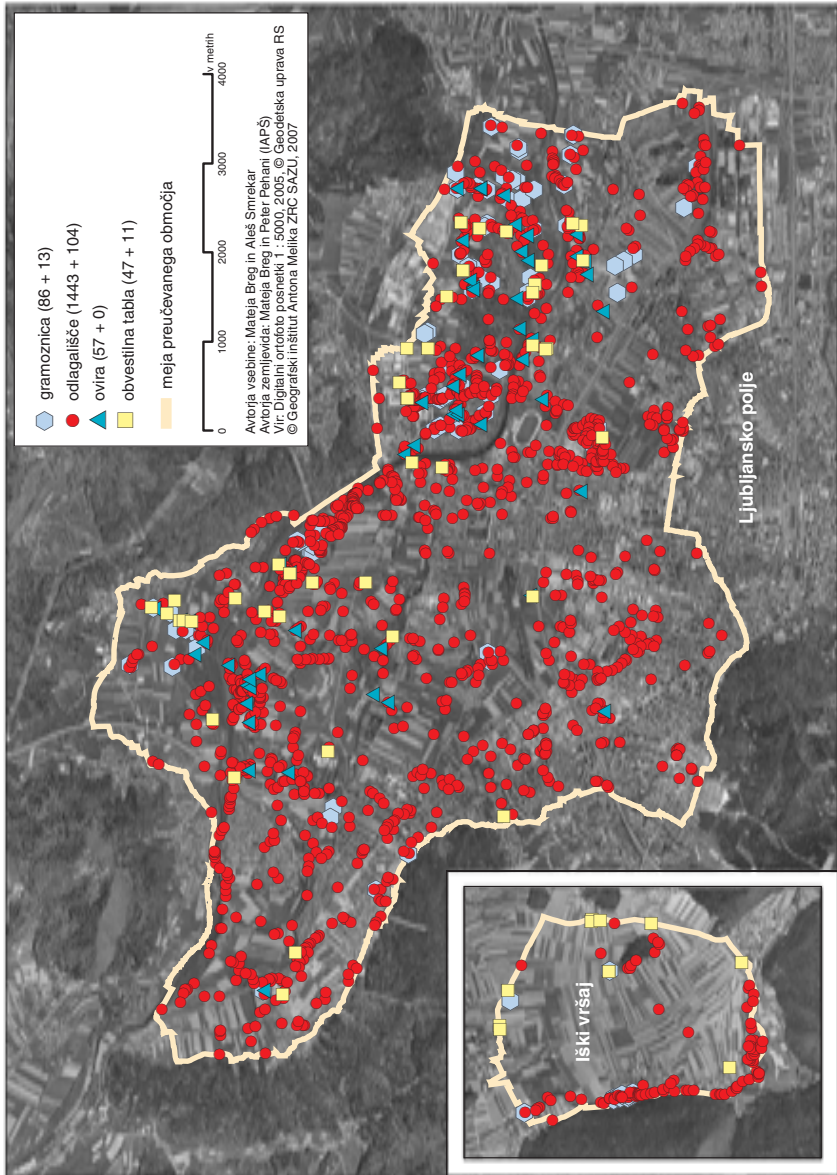 gramoznica (86 + 13)
odlagališče (1443 + 104)
ovira (57 + 0)
obvestilna tabla (47 + 11)
meja preučevanega območja
0 1000 2000 3000 4000
v metrih
Avtorja vsebine: Mateja Breg in Aleš Smrekar
Avtorja zemljevida: Mateja Breg in Peter Pehani (IAPŠ)
Vir: Digitalni ortofoto posnetki 1 : 5000, 2005, © Geodetska uprava RS
© Geografski inštitut Antona Melika ZRC SAZU, 2007
Ljubljansko polje
Iški vršaj